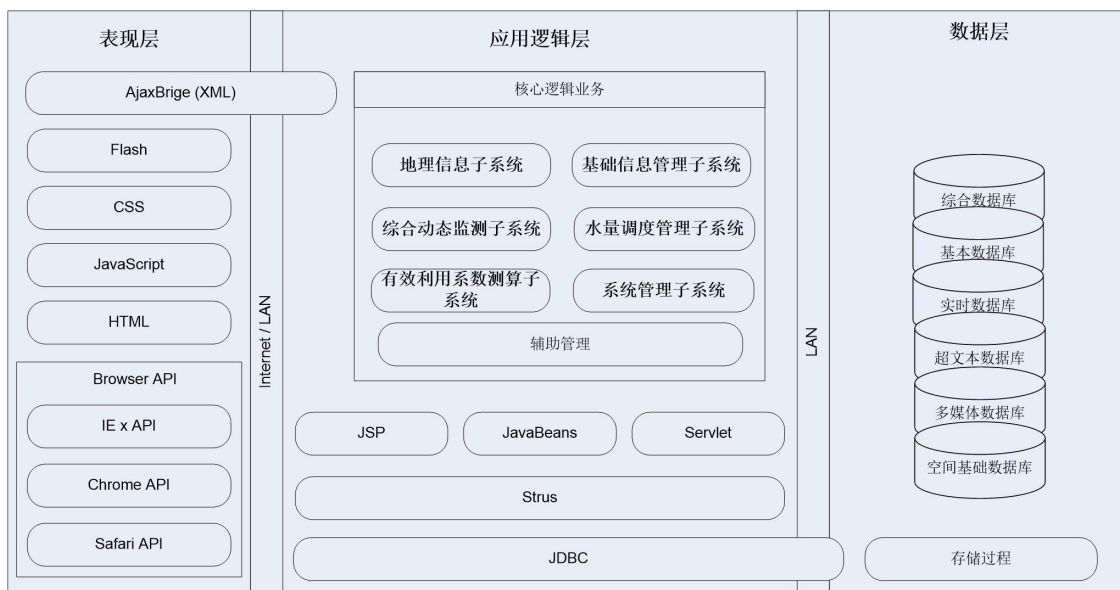 表现层
AjaxBrige (XML)
Flash
CSS
JavaScript
HTML
Browser API
IE x API
Chrome API
Safari API
Internet / LAN
应用逻辑层
核心逻辑业务
地理信息子系统
基础信息管理子系统
综合动态监测子系统
水量调度管理子系统
有效利用系数测算子
系统
系统管理子系统
辅助管理
JSP
JavaBeans
Servlet
Strus
JDBC
LAN
数据层
综合数据库
基本数据库
实时数据库
超文本数据库
多媒体数据库
空间基础数据库
存储过程